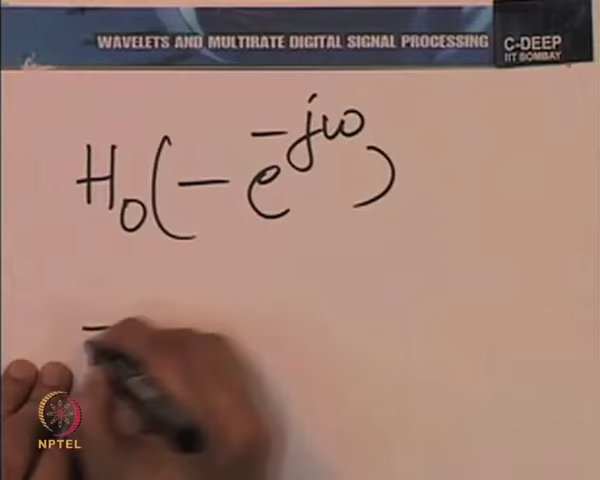 WAVELETS AND MULTIRATE DIGITAL SIGNAL PROCESSING
C-DEEP
IIT BOMBAY
H₀(-e^{-jω})
NPTEL